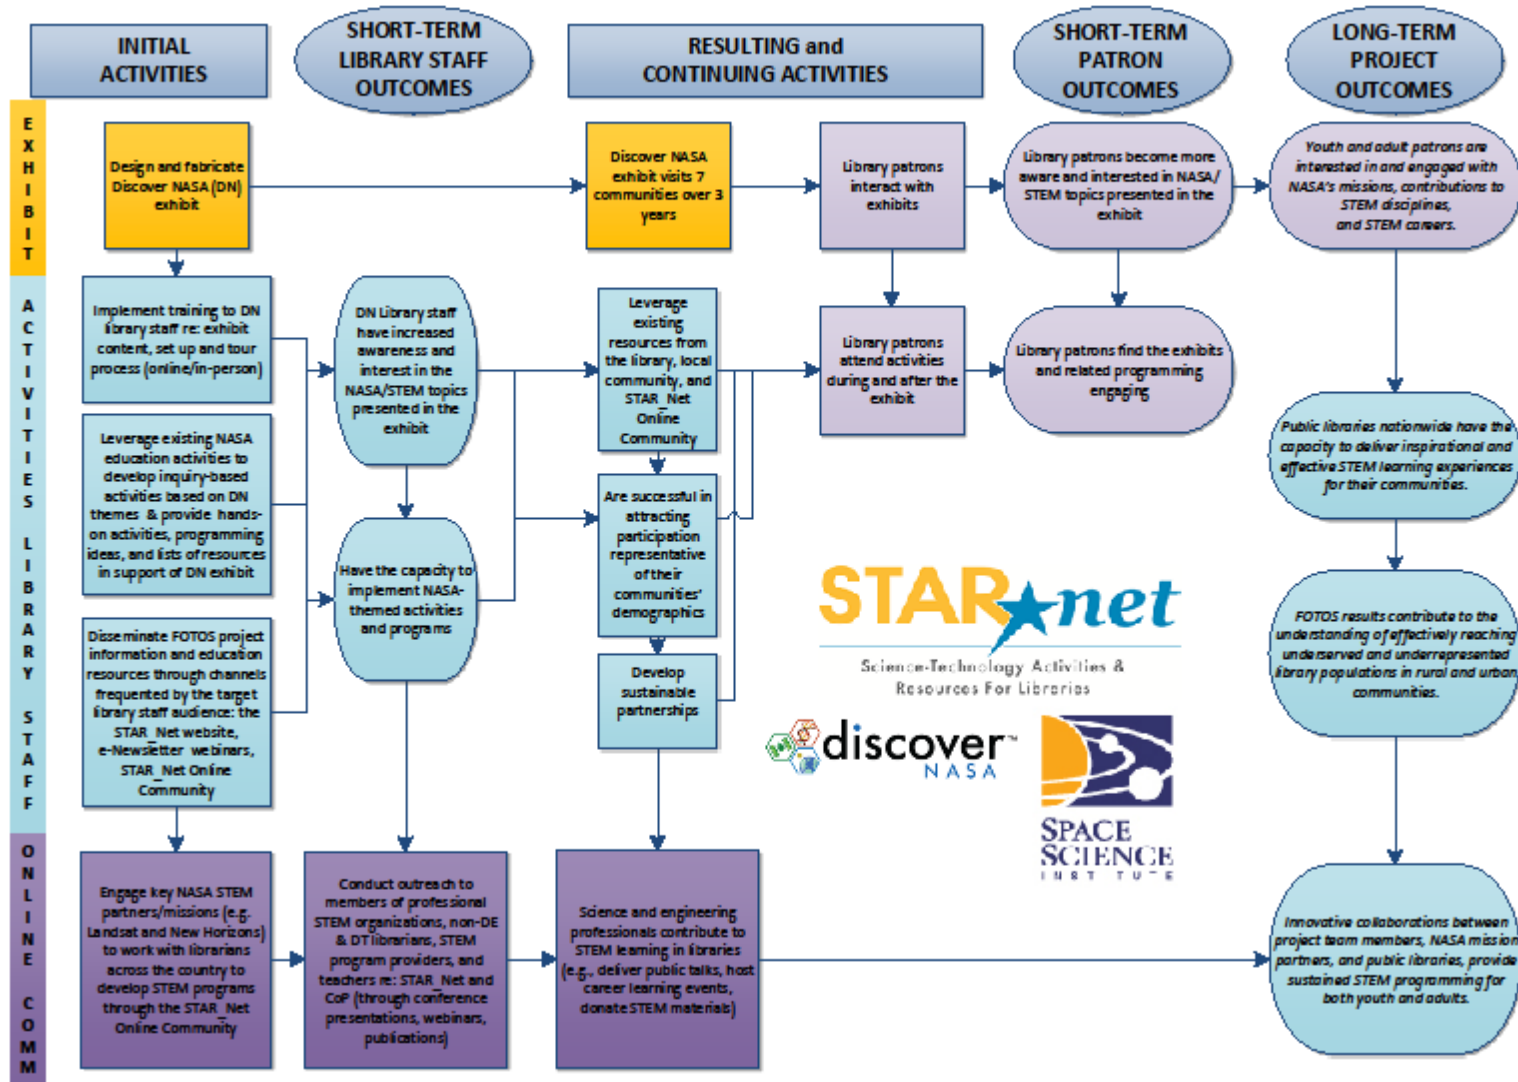 INITIAL
ACTIVITIES
SHORT-TERM
LIBRARY STAFF
OUTCOMES
RESULTING and
CONTINUING ACTIVITIES
SHORT-TERM
PATRON
OUTCOMES
LONG-TERM
PROJECT
OUTCOMES
EXHIBIT
Design and fabricate
Discover NASA (DN)
exhibit
Discover NASA
exhibit visits 7
communities over 3
years
Library patrons
interact with
exhibits
Library patrons become more
aware and interested in NASA/
STEM topics presented in the
exhibit
Youth and adult patrons are
interested in and engaged with
NASA's missions, contributions to
STEM disciplines,
and STEM careers.
ACTIVITIES LIBRARY STAFF
Implement training to DN
library staff re: exhibit
content, set up and tour
process (online/in-person)
DN Library staff
have increased
awareness and
interest in the
NASA/STEM topics
presented in the
exhibit
Leverage
existing
resources from
the library, local
community, and
STAR_Net
Online
Community
Library patrons
attend activities
during and after the
exhibit
Library patrons find the exhibits
and related programming
engaging
Public libraries nationwide have the
capacity to deliver inspirational and
effective STEM learning experiences
for their communities.
Leverage existing NASA
education activities to
develop inquiry-based
activities based on DN
themes & provide hands-
on activities, programming
ideas, and lists of resources
in support of DN exhibit
Have the capacity to
implement NASA-
themed activities
and programs
Are successful in
attracting
participation
representative
of their
communities'
demographics
FOTOS results contribute to the
understanding of effectively reaching
underserved and underrepresented
library populations in rural and urban
communities.
Disseminate FOTOS project
information and education
resources through channels
frequented by the target
library staff audience: the
STAR_Net website,
e-Newsletter webinars,
STAR_Net Online
Community
Develop
sustainable
partnerships
STAR net
Science-Technology Activities &
Resources For Libraries
discover™
NASA
SPACE
SCIENCE
INSTITUTE
ONLINE COMM
Engage key NASA STEM
partners/missions (e.g.
Landsat and New Horizons)
to work with librarians
across the country to
develop STEM programs
through the STAR_Net
Online Community
Conduct outreach to
members of professional
STEM organizations, non-DE
& DT librarians, STEM
program providers, and
teachers re: STAR_Net and
CoP (through conference
presentations, webinars,
publications)
Science and engineering
professionals contribute to
STEM learning in libraries
(e.g., deliver public talks, host
career learning events,
donate STEM materials)
Innovative collaborations between
project team members, NASA mission
partners, and public libraries, provide
sustained STEM programming for
both youth and adults.